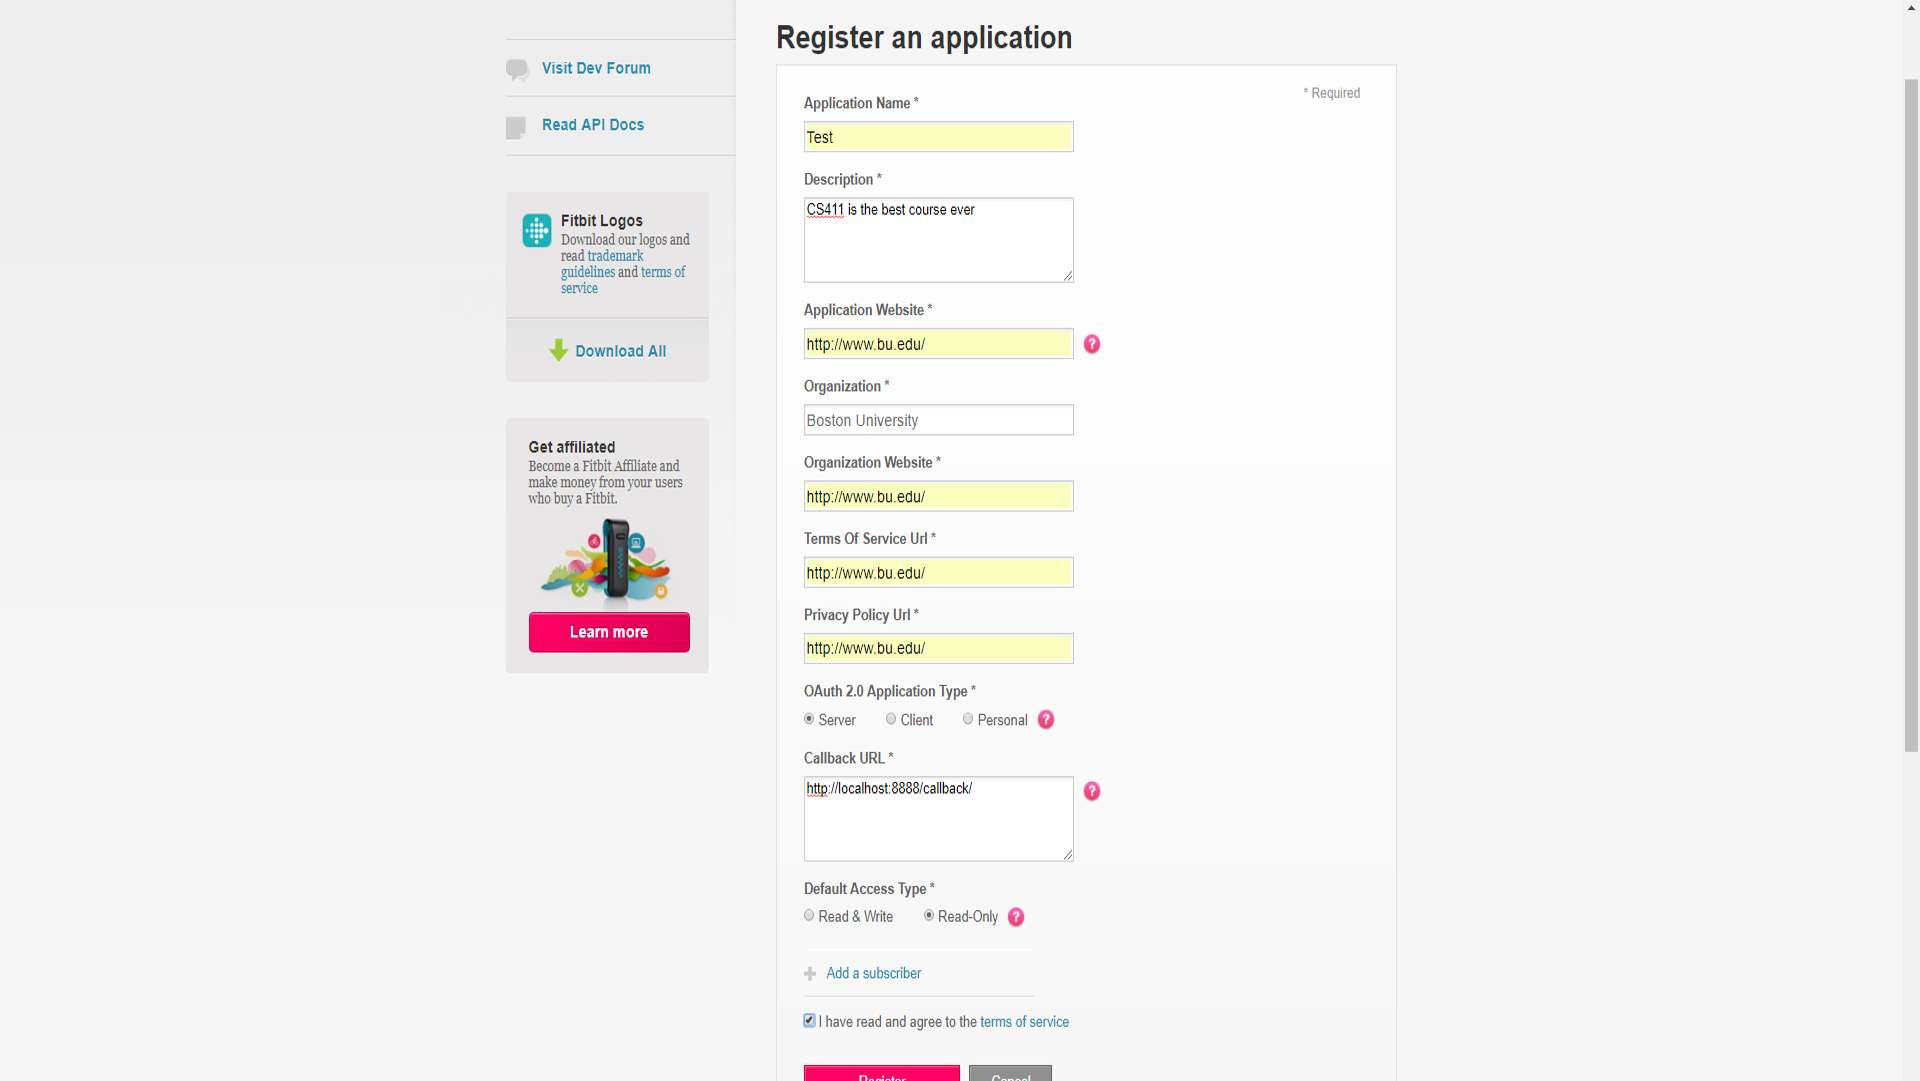 Visit Dev Forum
Read API Docs
Fitbit Logos
Download our logos and
read trademark
guidelines and terms of
service
Download All
Get affiliated
Become a Fitbit Affiliate and
make money from your users
who buy a Fitbit.
Learn more
Register an application
* Required
Application Name *
Test
Description *
CS411 is the best course ever
Application Website *
http://www.bu.edu/
?
Organization *
Boston University
Organization Website *
http://www.bu.edu/
Terms Of Service Url *
http://www.bu.edu/
Privacy Policy Url *
http://www.bu.edu/
OAuth 2.0 Application Type *
Server Client Personal ?
Callback URL *
http://localhost:8888/callback/
?
Default Access Type *
Read & Write Read-Only ?
Add a subscriber
I have read and agree to the terms of service
Register Cancel